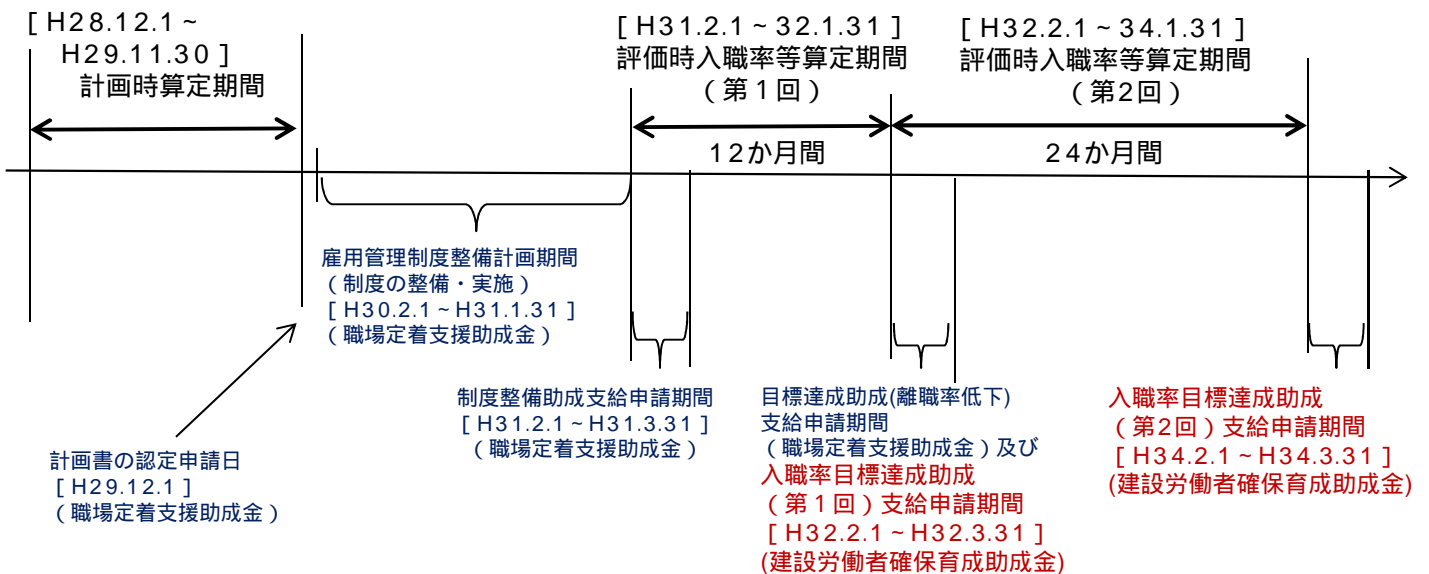 [ H28.12.1 ~
H29.11.30 ]
計画時算定期間
[ H31.2.1 ~ 32.1.31 ]
評価時入職率等算定期間
( 第１回 )
[ H32.2.1 ~ 34.1.31 ]
評価時入職率等算定期間
( 第2回 )
12か月間
24か月間
雇用管理制度整備計画期間
( 制度の整備・実施 )
[ H30.2.1 ~ H31.1.31 ]
( 職場定着支援助成金 )
計画書の認定申請日
[ H29.12.1 ]
( 職場定着支援助成金 )
制度整備助成支給申請期間
[ H31.2.1 ~ H31.3.31 ]
( 職場定着支援助成金 )
目標達成助成(離職率低下)
支給申請期間
( 職場定着支援助成金 ) 及び
入職率目標達成助成
( 第１回 ) 支給申請期間
[ H32.2.1 ~ H32.3.31 ]
(建設労働者確保育成助成金)
入職率目標達成助成
( 第2回 ) 支給申請期間
[ H34.2.1 ~ H34.3.31 ]
(建設労働者確保育成助成金)